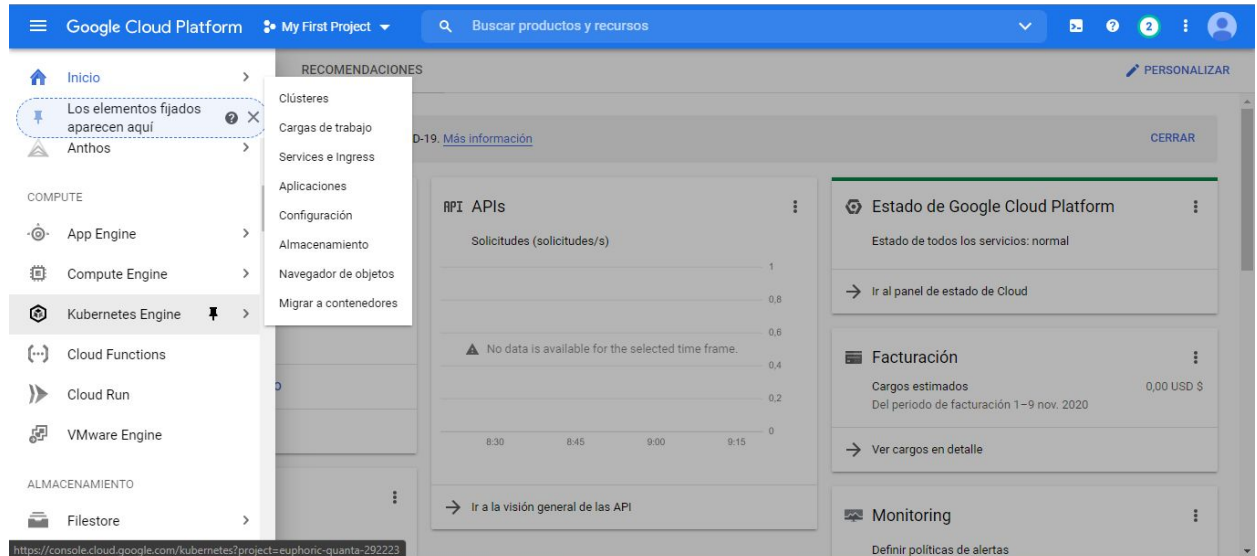 Google Cloud Platform My First Project Buscar productos y recursos 2
RECOMENDACIONES PERSONALIZAR
Inicio
Los elementos fijados
aparecen aquí
Anthos
COMPUTE
App Engine
Compute Engine
Kubernetes Engine
Cloud Functions
Cloud Run
VMware Engine
ALMACENAMIENTO
Filestore
Clústeres
Cargas de trabajo
Services e Ingress
Aplicaciones
Configuración
Almacenamiento
Navegador de objetos
Migrar a contenedores
D-19. Más información CERRAR
API APIs
Solicitudes (solicitudes/s)
1
0,8
0,6
No data is available for the selected time frame.
0,4
0,2
0
8:30 8:45 9:00 9:15
Ir a la visión general de las API
Estado de Google Cloud Platform
Estado de todos los servicios: normal
Ir al panel de estado de Cloud
Facturación
Cargos estimados 0,00 USD $
Del periodo de facturación 1–9 nov. 2020
Ver cargos en detalle
Monitoring
Definir políticas de alertas
https://console.cloud.google.com/kubernetes?project=euphoric-quanta-292223